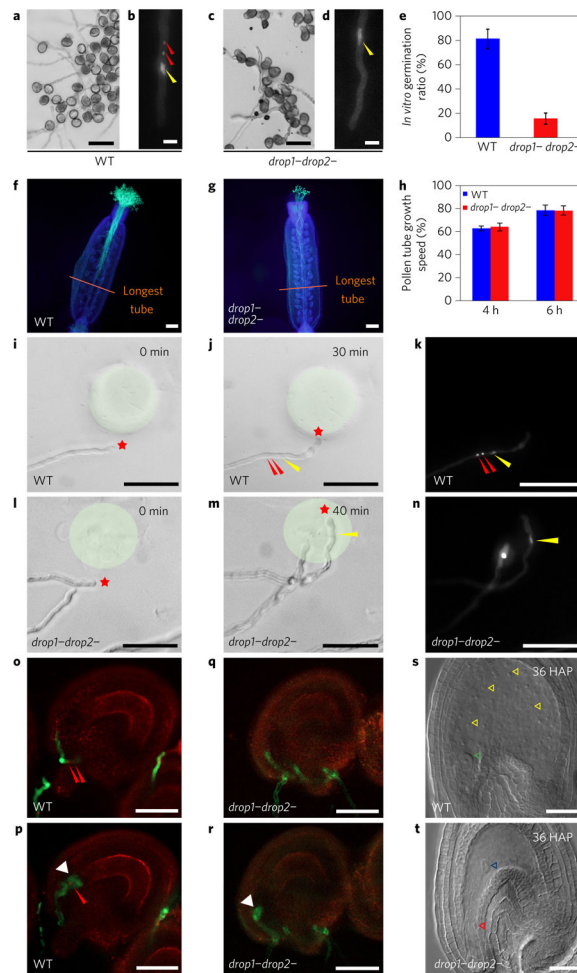 a
b
c
d
e
In vitro germination
ratio (%)
100
80
60
40
20
0
WT
drop1– drop2–
WT
drop1–drop2–
f
g
h
WT
Longest
tube
drop1–
drop2–
Longest
tube
WT
drop1– drop2–
Pollen tube growth
speed (%)
100
80
60
40
20
0
4 h
6 h
i
0 min
WT
j
30 min
WT
k
WT
l
0 min
drop1–drop2–
m
40 min
n
drop1–drop2–
o
WT
q
drop1–drop2–
s
36 HAP
WT
p
WT
r
drop1–drop2–
t
36 HAP
drop1–drop2–